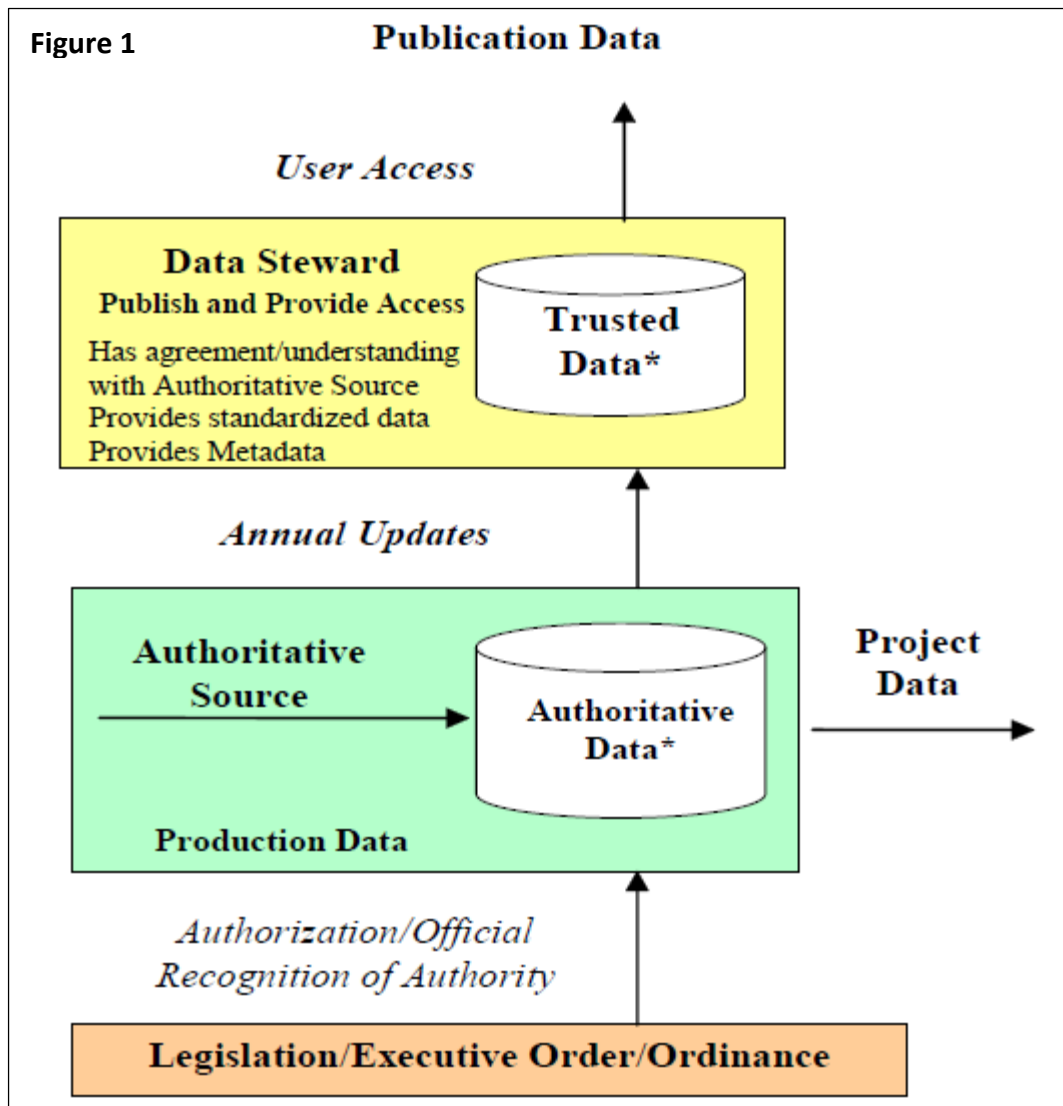 Figure 1
Publication Data
User Access
Data Steward
Publish and Provide Access
Has agreement/understanding
with Authoritative Source
Provides standardized data
Provides Metadata
Trusted
Data*
Annual Updates
Authoritative
Source
Authoritative
Data*
Production Data
Project
Data
Authorization/Official
Recognition of Authority
Legislation/Executive Order/Ordinance